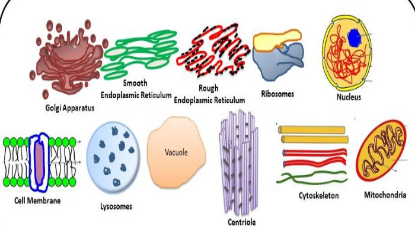 Golgi Apparatus
Smooth
Endoplasmic Reticulum
Rough
Endoplasmic Reticulum
Ribosomes
Nucleus
Cell Membrane
Lysosomes
Vacuole
Centriole
Cytoskeleton
Mitochondria